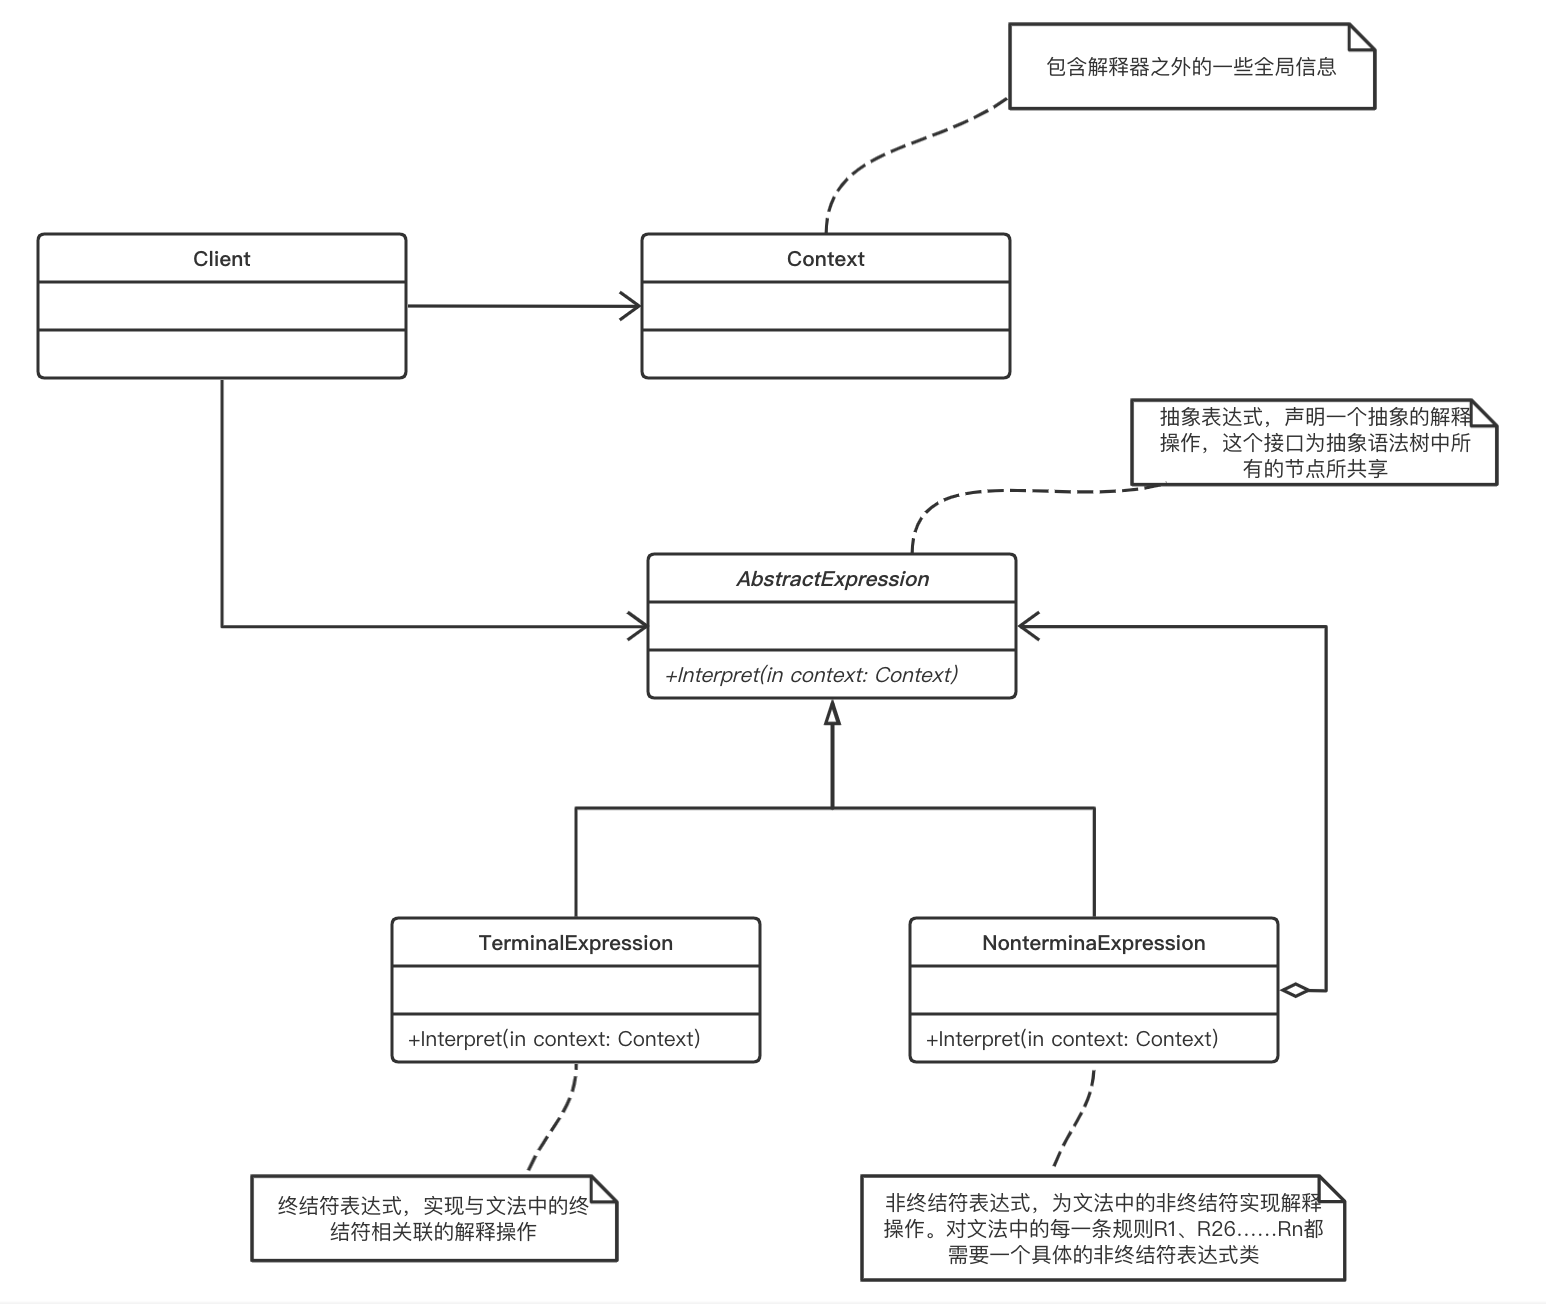 包含解释器之外的一些全局信息
Client
Context
抽象表达式，声明一个抽象的解释
操作，这个接口为抽象语法树中所
有的节点所共享
AbstractExpression
+Interpret(in context: Context)
TerminalExpression
NonterminaExpression
+Interpret(in context: Context)
+Interpret(in context: Context)
终结符表达式，实现与文法中的终
结符相关联的解释操作
非终结符表达式，为文法中的非终结符实现解释
操作。对文法中的每一条规则R1、R26……Rn都
需要一个具体的非终结符表达式类